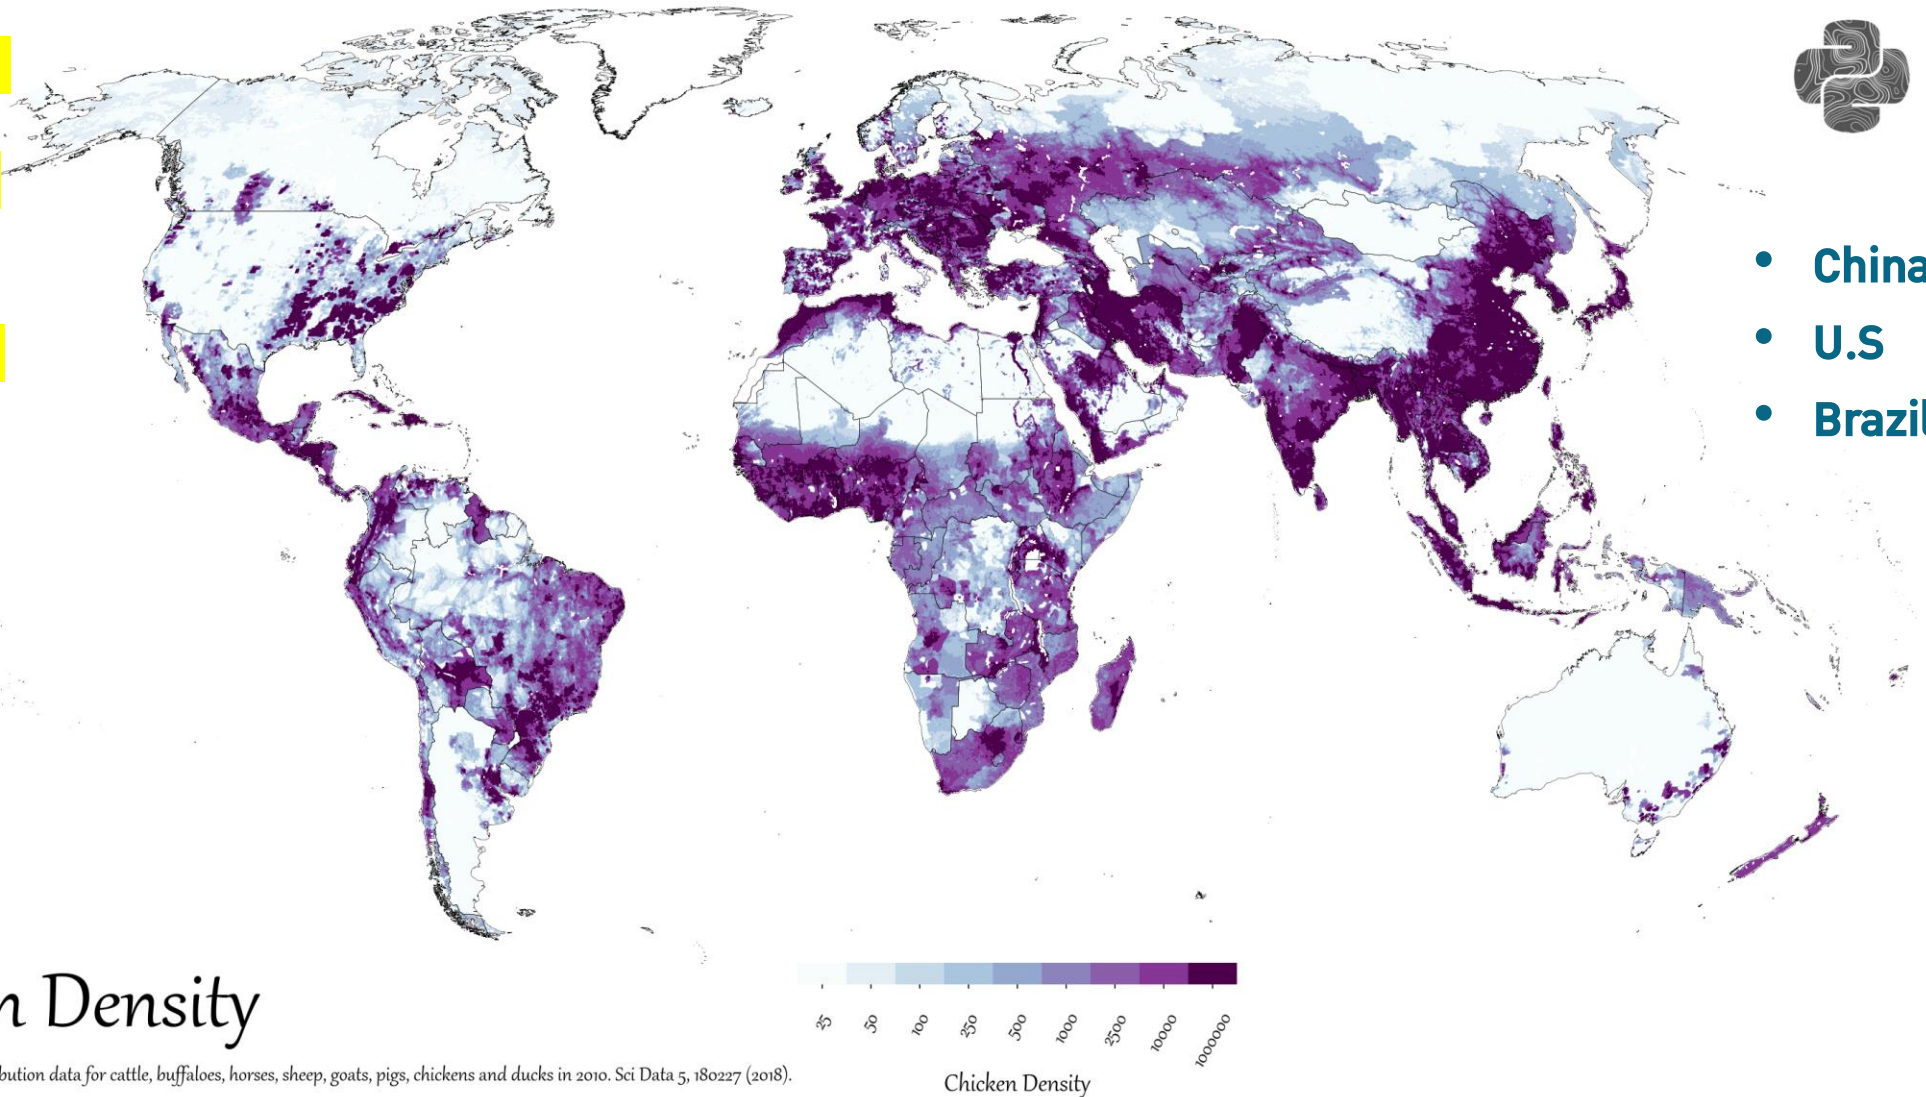 • China
• U.S
• Brazil
n Density
bution data for cattle, buffaloes, horses, sheep, goats, pigs, chickens and ducks in 2010. Sci Data 5, 180227 (2018).
25 50 100 250 500 1000 2500 10000 1000000
Chicken Density